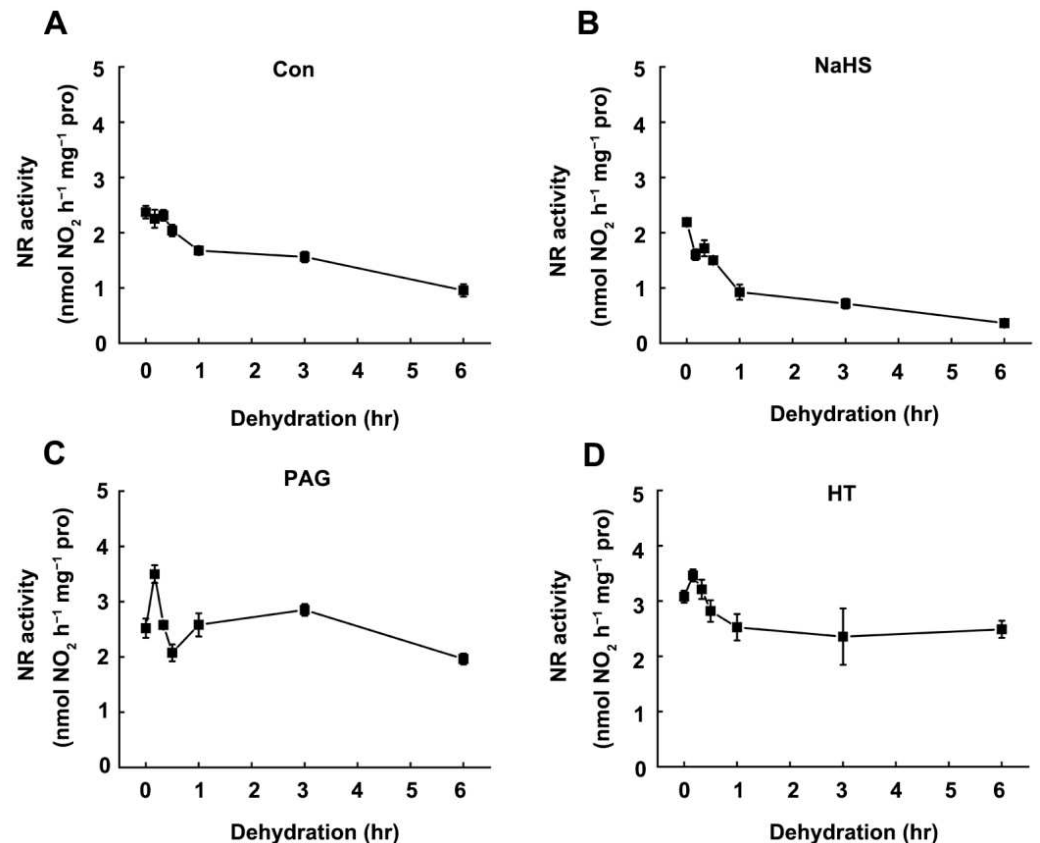 A
Con
5
4
3
2
1
0
NR activity
(nmol NO₂ h⁻¹ mg⁻¹ pro)
0 1 2 3 4 5 6
Dehydration (hr)
B
NaHS
5
4
3
2
1
0
NR activity
(nmol NO₂ h⁻¹ mg⁻¹ pro)
0 1 2 3 4 5 6
Dehydration (hr)
C
PAG
5
4
3
2
1
0
NR activity
(nmol NO₂ h⁻¹ mg⁻¹ pro)
0 1 2 3 4 5 6
Dehydration (hr)
D
HT
5
4
3
2
1
0
NR activity
(nmol NO₂ h⁻¹ mg⁻¹ pro)
0 1 2 3 4 5 6
Dehydration (hr)